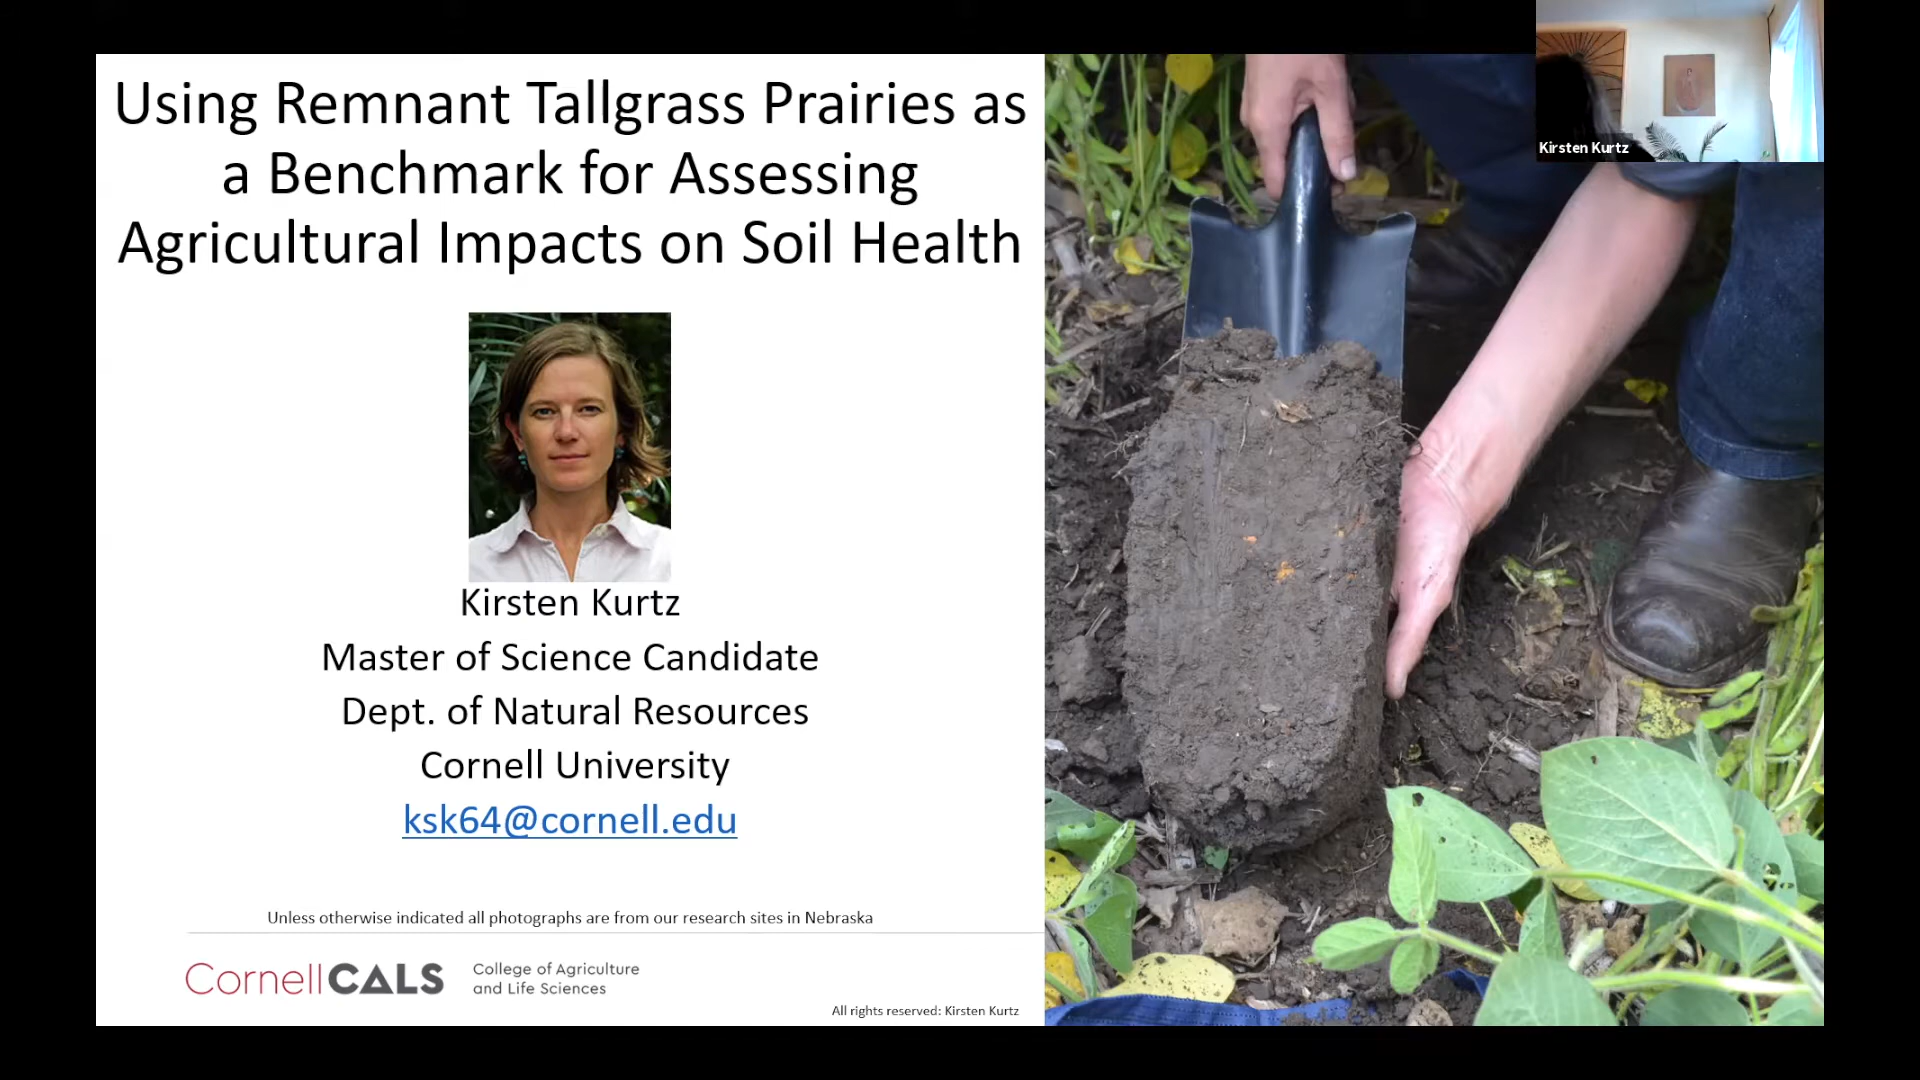 Using Remnant Tallgrass Prairies as
a Benchmark for Assessing
Agricultural Impacts on Soil Health
Kirsten Kurtz
Kirsten Kurtz
Master of Science Candidate
Dept. of Natural Resources
Cornell University
ksk64@cornell.edu
Unless otherwise indicated all photographs are from our research sites in Nebraska
CornellCALS
College of Agriculture
and Life Sciences
All rights reserved: Kirsten Kurtz